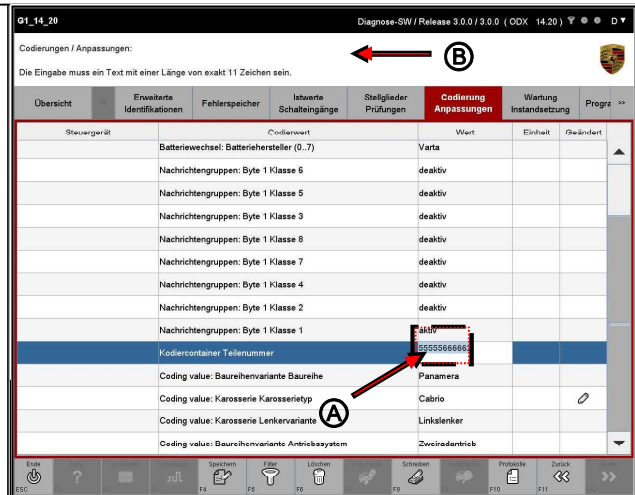 G1_14_20
Diagnose-SW / Release 3.0.0 / 3.0.0 ( ODX 14.20 )
D
Codierungen / Anpassungen:
B
Die Eingabe muss ein Text mit einer Länge von exakt 11 Zeichen sein.
Übersicht
Erweiterte Identifikationen
Fehlerspeicher
Istwerte Schalteingänge
Stellglieder Prüfungen
Codierung Anpassungen
Wartung Instandsetzung
Progra >>
Steuergerät Codierwert Wert Einheit Geändert
Batteriewechsel: Batteriehersteller (0..7) Varta
Nachrichtengruppen: Byte 1 Klasse 6 deaktiv
Nachrichtengruppen: Byte 1 Klasse 5 deaktiv
Nachrichtengruppen: Byte 1 Klasse 3 deaktiv
Nachrichtengruppen: Byte 1 Klasse 8 deaktiv
Nachrichtengruppen: Byte 1 Klasse 7 deaktiv
Nachrichtengruppen: Byte 1 Klasse 4 deaktiv
Nachrichtengruppen: Byte 1 Klasse 2 deaktiv
Nachrichtengruppen: Byte 1 Klasse 1 aktiv
Kodiercontainer Teilenummer
Coding value: Baureihenvariante Baureihe Panamera
Coding value: Karosserie Karosserietyp Cabrio
A
Coding value: Karosserie Lenkervariante Linkslenker
Coding value: Baureihenvariante Antriebssystem Zweiradantrieb
Ende Speichern Filter Löschen Schreiben Protokolle Zurück
ESC F4 F5 F6 F8 F10 F11